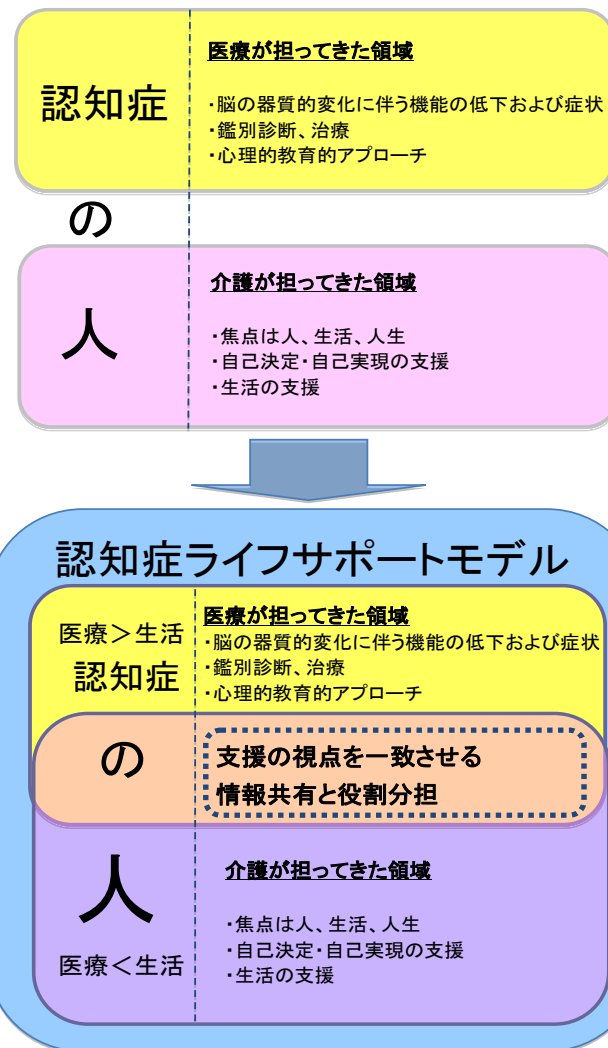 認知症
医療が担ってきた領域
・脳の器質的変化に伴う機能の低下および症状
・鑑別診断、治療
・心理的教育的アプローチ
の
人
介護が担ってきた領域
・焦点は人、生活、人生
・自己決定・自己実現の支援
・生活の支援
認知症ライフサポートモデル
医療＞生活
認知症
医療が担ってきた領域
・脳の器質的変化に伴う機能の低下および症状
・鑑別診断、治療
・心理的教育的アプローチ
の
支援の視点を一致させる
情報共有と役割分担
人
医療＜生活
介護が担ってきた領域
・焦点は人、生活、人生
・自己決定・自己実現の支援
・生活の支援